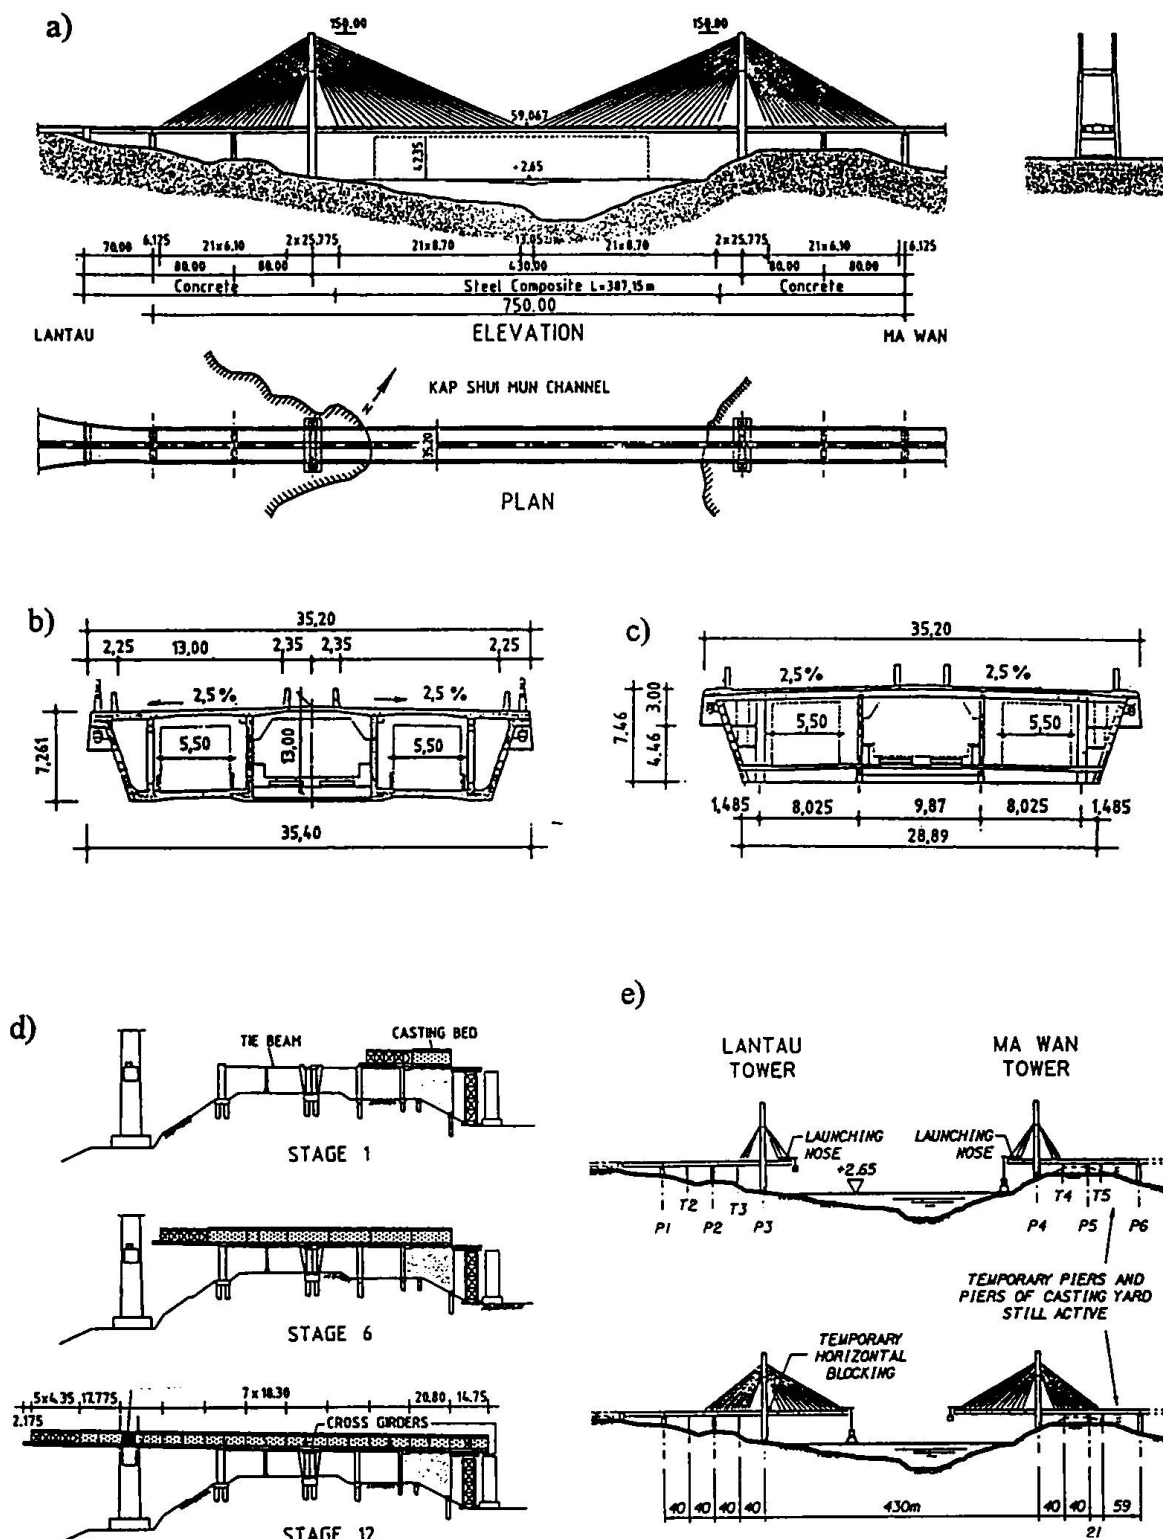 a)
150.00 150.00
59.067
42.35
+2.65
70.00 6.125 21x6.10 2x25.775 21x8.70 13.05 21x8.70 2x25.775 21x6.10 6.125
80.00 80.00 430.00 80.00 80.00
Concrete Steel Composite L=387,15m Concrete
750.00
LANTAU ELEVATION MA WAN
KAP SHUI MUN CHANNEL
N
35.20
PLAN
b)
35,20
2,25 13,00 2,35 2,35 2,25
2,5 % 2,5 %
7,261
5,50 13,00 5,50
35,40
c)
35,20
2,5 % 2,5 %
7,46 4,46 3.00
5,50 5,50
1,485 8,025 9,87 8,025 1,485
28,89
d)
TIE BEAM CASTING BED
STAGE 1
STAGE 6
5x4.35 17.775 7x18.30 20.80 14.75
2.175
CROSS GIRDERS
STAGE 12
e)
LANTAU TOWER
MA WAN TOWER
LAUNCHING NOSE
LAUNCHING NOSE
+2.65
P1 T2 P2 T3 P3 P4 T4 P5 T5 P6
TEMPORARY PIERS AND
PIERS OF CASTING YARD
STILL ACTIVE
TEMPORARY
HORIZONTAL
BLOCKING
40 40 40 40 430m 40 40 21 59